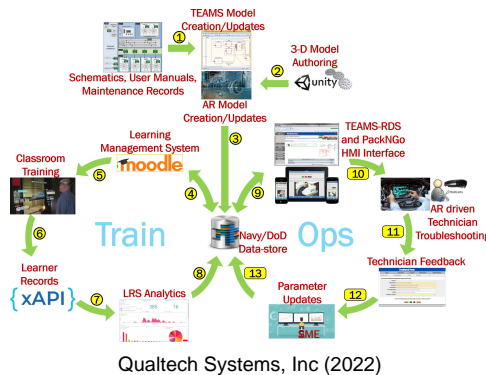 TEAMS Model
Creation/Updates
1
3-D Model
Authoring
2
unity
Schematics, User Manuals,
Maintenance Records
AR Model
Creation/Updates
3
Learning
Management System
moodle
TEAMS-RDS
and PackNGo
HMI Interface
Classroom
Training
5
4
9
10
AR driven
Technician
Troubleshooting
6
Train
Navy/DoD
Data-store
Ops
11
Learner
Records
{xAPI}
7
LRS Analytics
8
13
Parameter
Updates
SME
12
Technician Feedback
Qualtech Systems, Inc (2022)